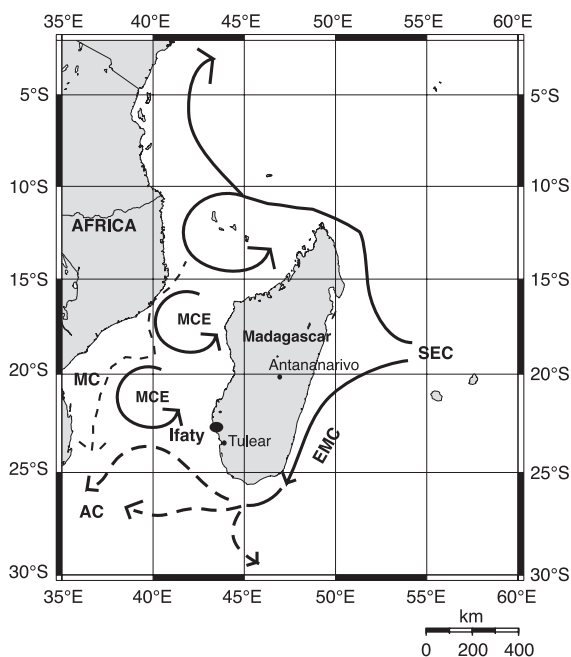 35°E 40°E 45°E 50°E 55°E 60°E
5°S 5°S
10°S 10°S
AFRICA
15°S 15°S
MCE
Madagascar
SEC
Antananarivo
20°S 20°S
MC
MCE
Ifaty
Tulear
EMC
25°S 25°S
AC
30°S 30°S
35°E 40°E 45°E 50°E 55°E 60°E
km
0 200 400